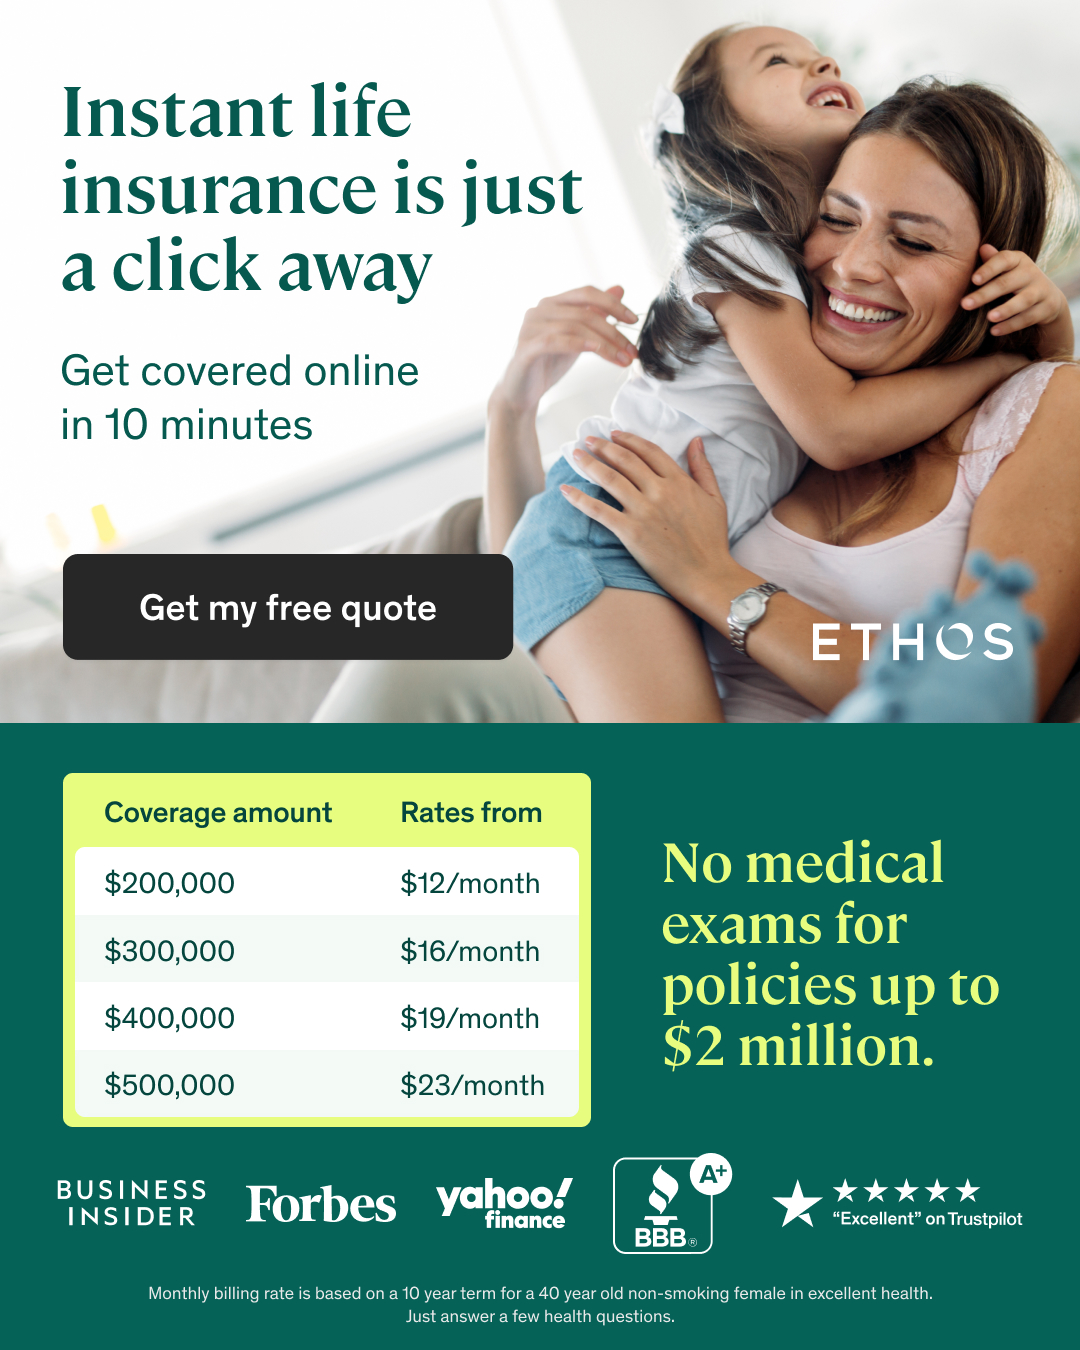 Instant life
insurance is just
a click away
Get covered online
in 10 minutes
Get my free quote
ETHOS
Coverage amount Rates from
$200,000 $12/month
$300,000 $16/month
$400,000 $19/month
$500,000 $23/month
No medical
exams for
policies up to
$2 million.
BUSINESS
INSIDER
Forbes
yahoo!
finance
A+
BBB®
"Excellent" on Trustpilot
Monthly billing rate is based on a 10 year term for a 40 year old non-smoking female in excellent health.
Just answer a few health questions.